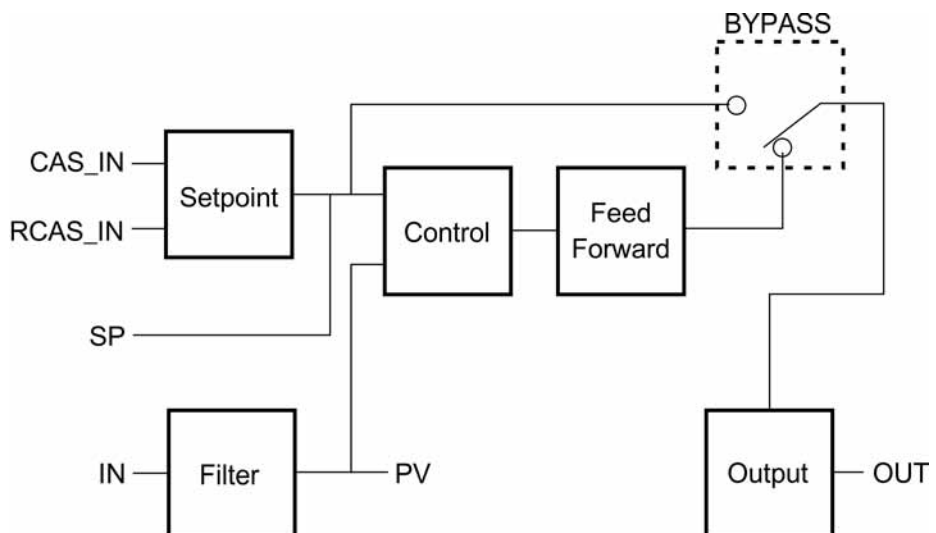 BYPASS
CAS_IN
Setpoint
RCAS_IN
Control
Feed
Forward
SP
IN
Filter
PV
Output
OUT